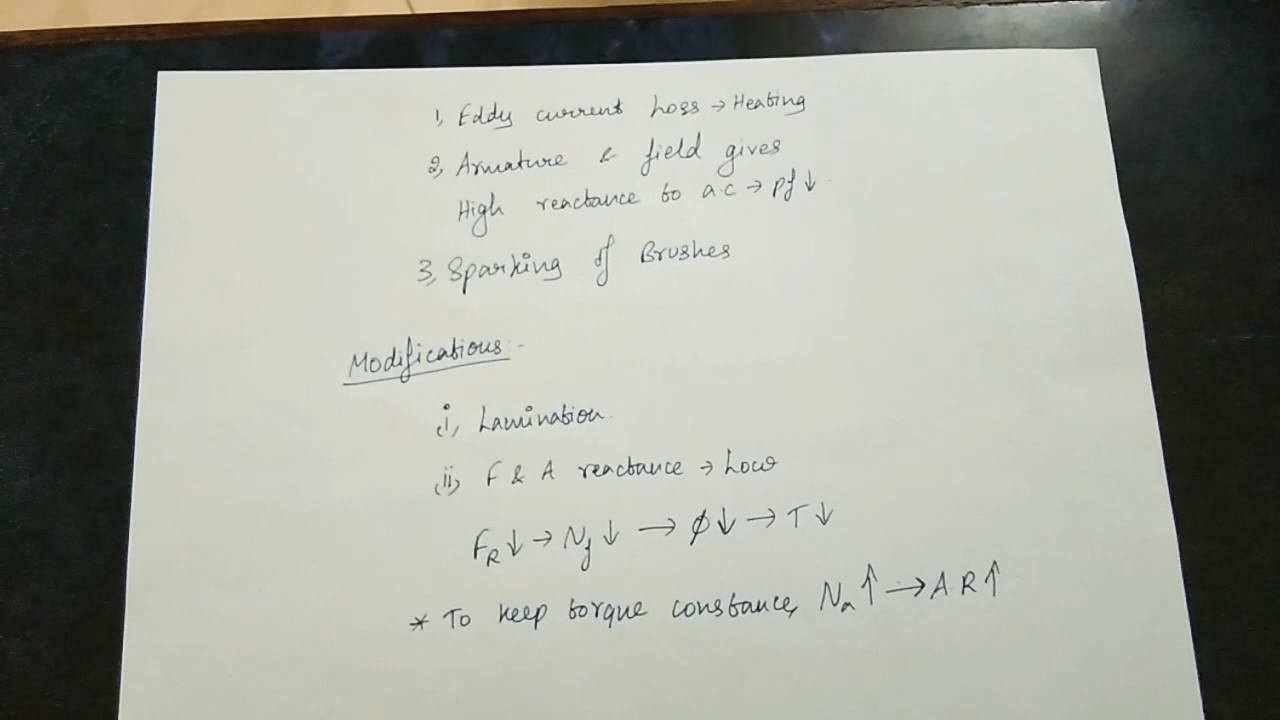 1, Eddy current Loss → Heating
2, Armature & field gives
High reactance to a.c → Pf ↓
3, Sparking of Brushes
Modifications:-
(i), Lamination.
(ii) F & A reactance → Low
FR ↓ → Nf ↓ → ϕ ↓ → T ↓
* To keep torque constance, Na ↑ → A R ↑